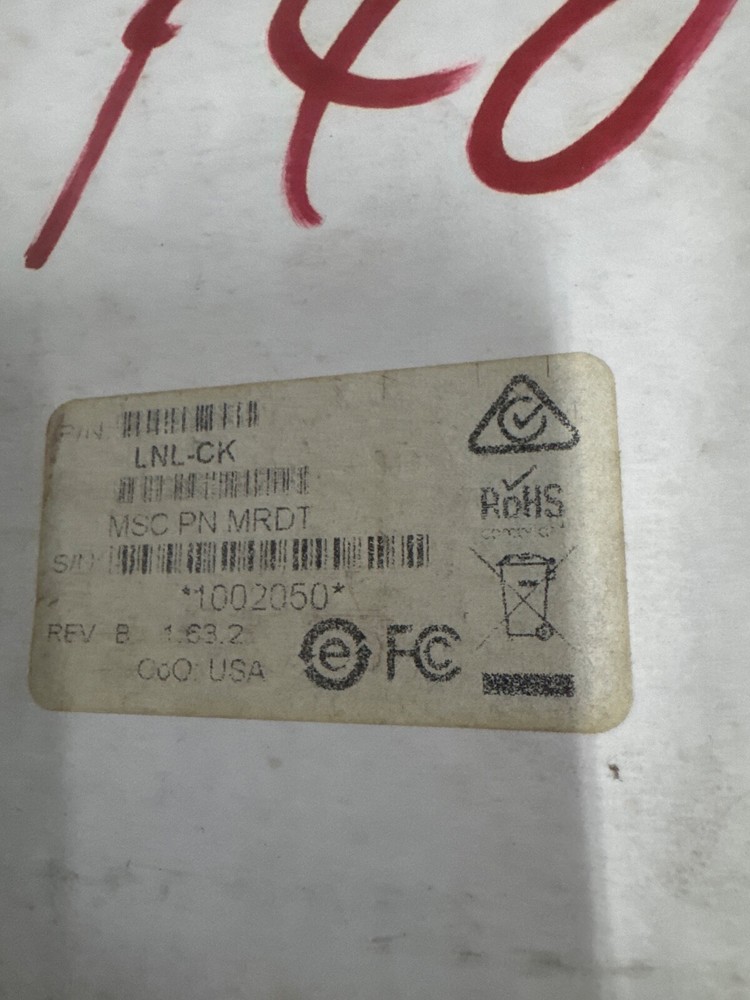 140
P/N
LNL-CK
MSC PN MRDT
S/N
*1002050*
REV B 1.63.2
CoO: USA
RoHS
e
FC